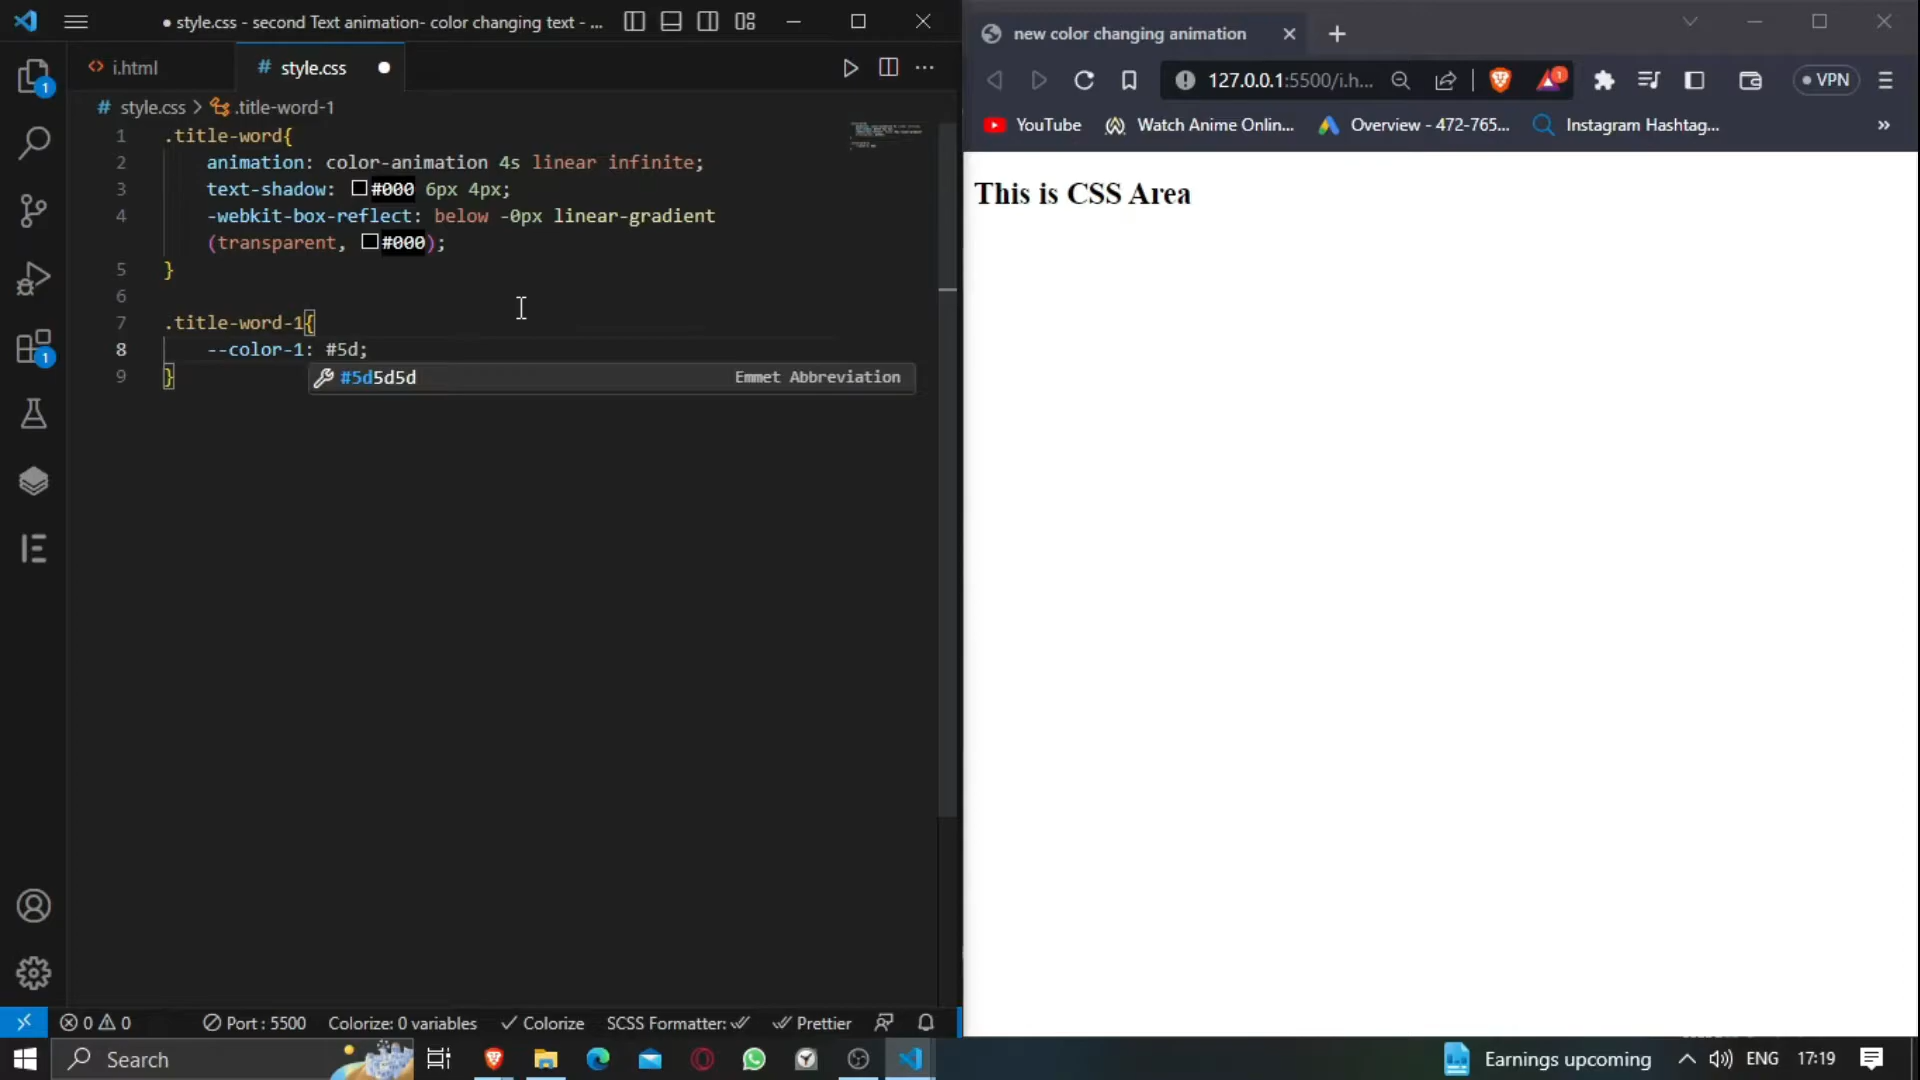 ● style.css - second Text animation- color changing text - ...
i.html
# style.css ●
# style.css > .title-word-1
1 .title-word{
2 animation: color-animation 4s linear infinite;
3 text-shadow: #000 6px 4px;
4 -webkit-box-reflect: below -0px linear-gradient
(transparent, #000);
5 }
6
7 .title-word-1{
8 --color-1: #5d;
9 }
#5d5d5d Emmet Abbreviation
1
1
0 0 Port : 5500 Colorize: 0 variables Colorize SCSS Formatter: Prettier
new color changing animation
127.0.0.1:5500/i.h... 1 VPN
YouTube Watch Anime Onlin... Overview - 472-765... Instagram Hashtag... »
This is CSS Area
Search
Earnings upcoming ENG 17:19